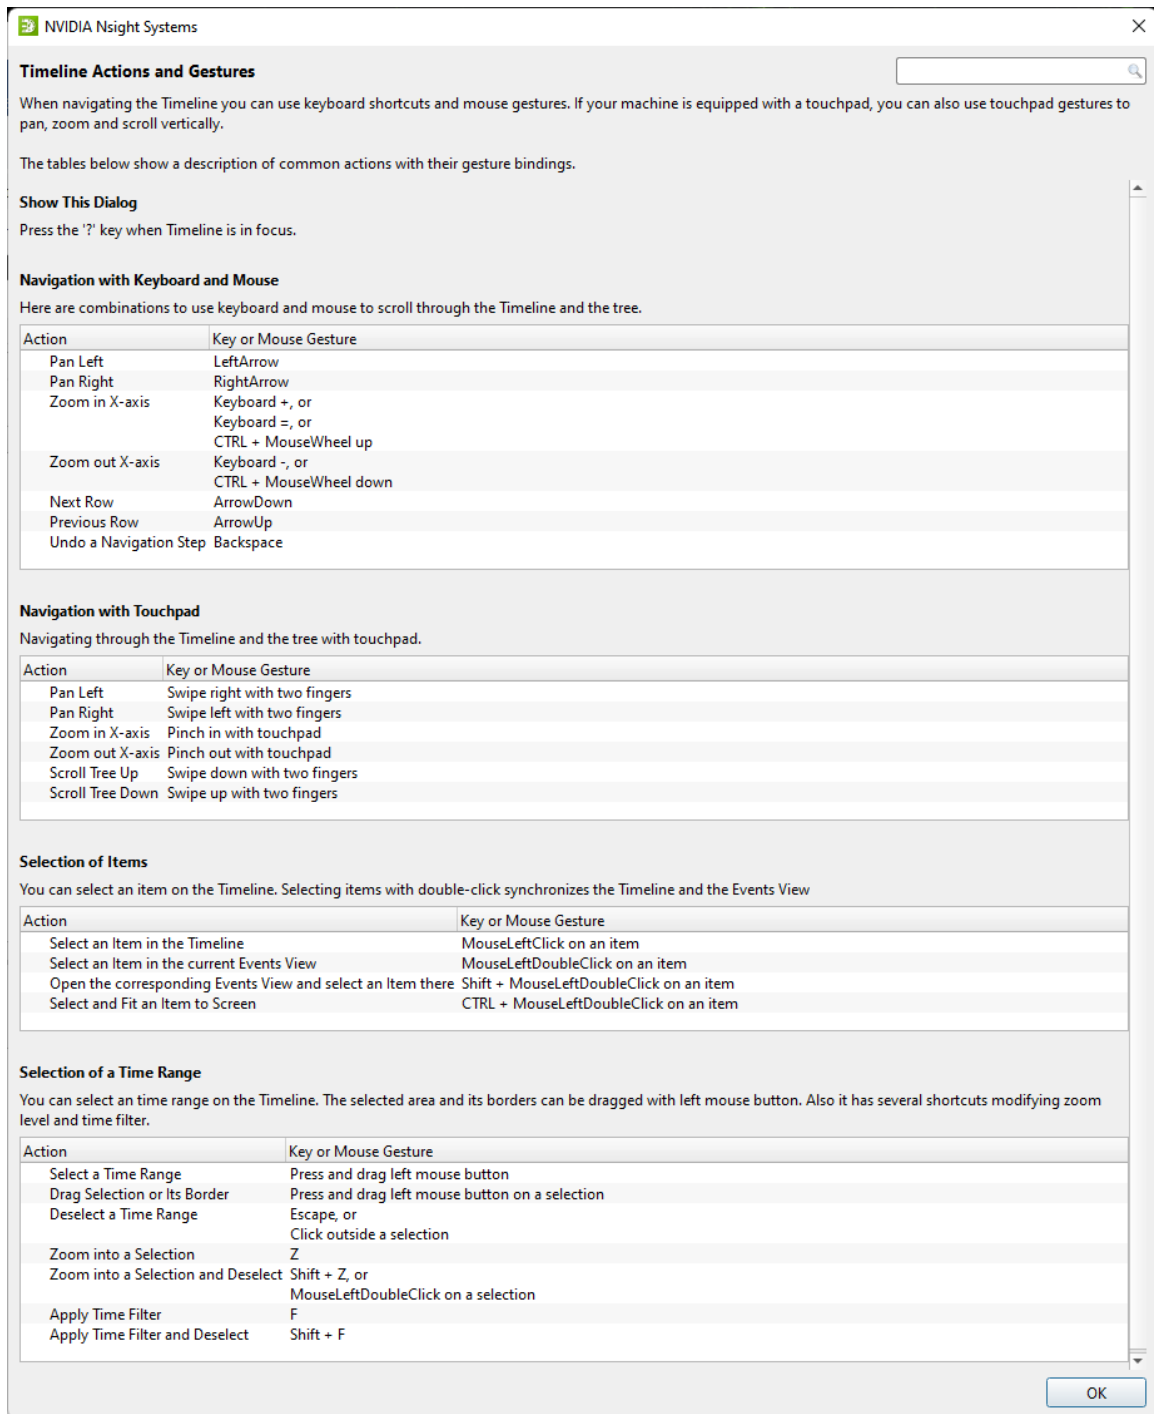 NVIDIA Nsight Systems
Timeline Actions and Gestures
When navigating the Timeline you can use keyboard shortcuts and mouse gestures. If your machine is equipped with a touchpad, you can also use touchpad gestures to
pan, zoom and scroll vertically.
The tables below show a description of common actions with their gesture bindings.
Show This Dialog
Press the '?' key when Timeline is in focus.
Navigation with Keyboard and Mouse
Here are combinations to use keyboard and mouse to scroll through the Timeline and the tree.
Action Key or Mouse Gesture
Pan Left LeftArrow
Pan Right RightArrow
Zoom in X-axis Keyboard +, or
Keyboard =, or
CTRL + MouseWheel up
Zoom out X-axis Keyboard -, or
CTRL + MouseWheel down
Next Row ArrowDown
Previous Row ArrowUp
Undo a Navigation Step Backspace
Navigation with Touchpad
Navigating through the Timeline and the tree with touchpad.
Action Key or Mouse Gesture
Pan Left Swipe right with two fingers
Pan Right Swipe left with two fingers
Zoom in X-axis Pinch in with touchpad
Zoom out X-axis Pinch out with touchpad
Scroll Tree Up Swipe down with two fingers
Scroll Tree Down Swipe up with two fingers
Selection of Items
You can select an item on the Timeline. Selecting items with double-click synchronizes the Timeline and the Events View
Action Key or Mouse Gesture
Select an Item in the Timeline MouseLeftClick on an item
Select an Item in the current Events View MouseLeftDoubleClick on an item
Open the corresponding Events View and select an Item there Shift + MouseLeftDoubleClick on an item
Select and Fit an Item to Screen CTRL + MouseLeftDoubleClick on an item
Selection of a Time Range
You can select an time range on the Timeline. The selected area and its borders can be dragged with left mouse button. Also it has several shortcuts modifying zoom
level and time filter.
Action Key or Mouse Gesture
Select a Time Range Press and drag left mouse button
Drag Selection or Its Border Press and drag left mouse button on a selection
Deselect a Time Range Escape, or
Click outside a selection
Zoom into a Selection Z
Zoom into a Selection and Deselect Shift + Z, or
MouseLeftDoubleClick on a selection
Apply Time Filter F
Apply Time Filter and Deselect Shift + F
OK